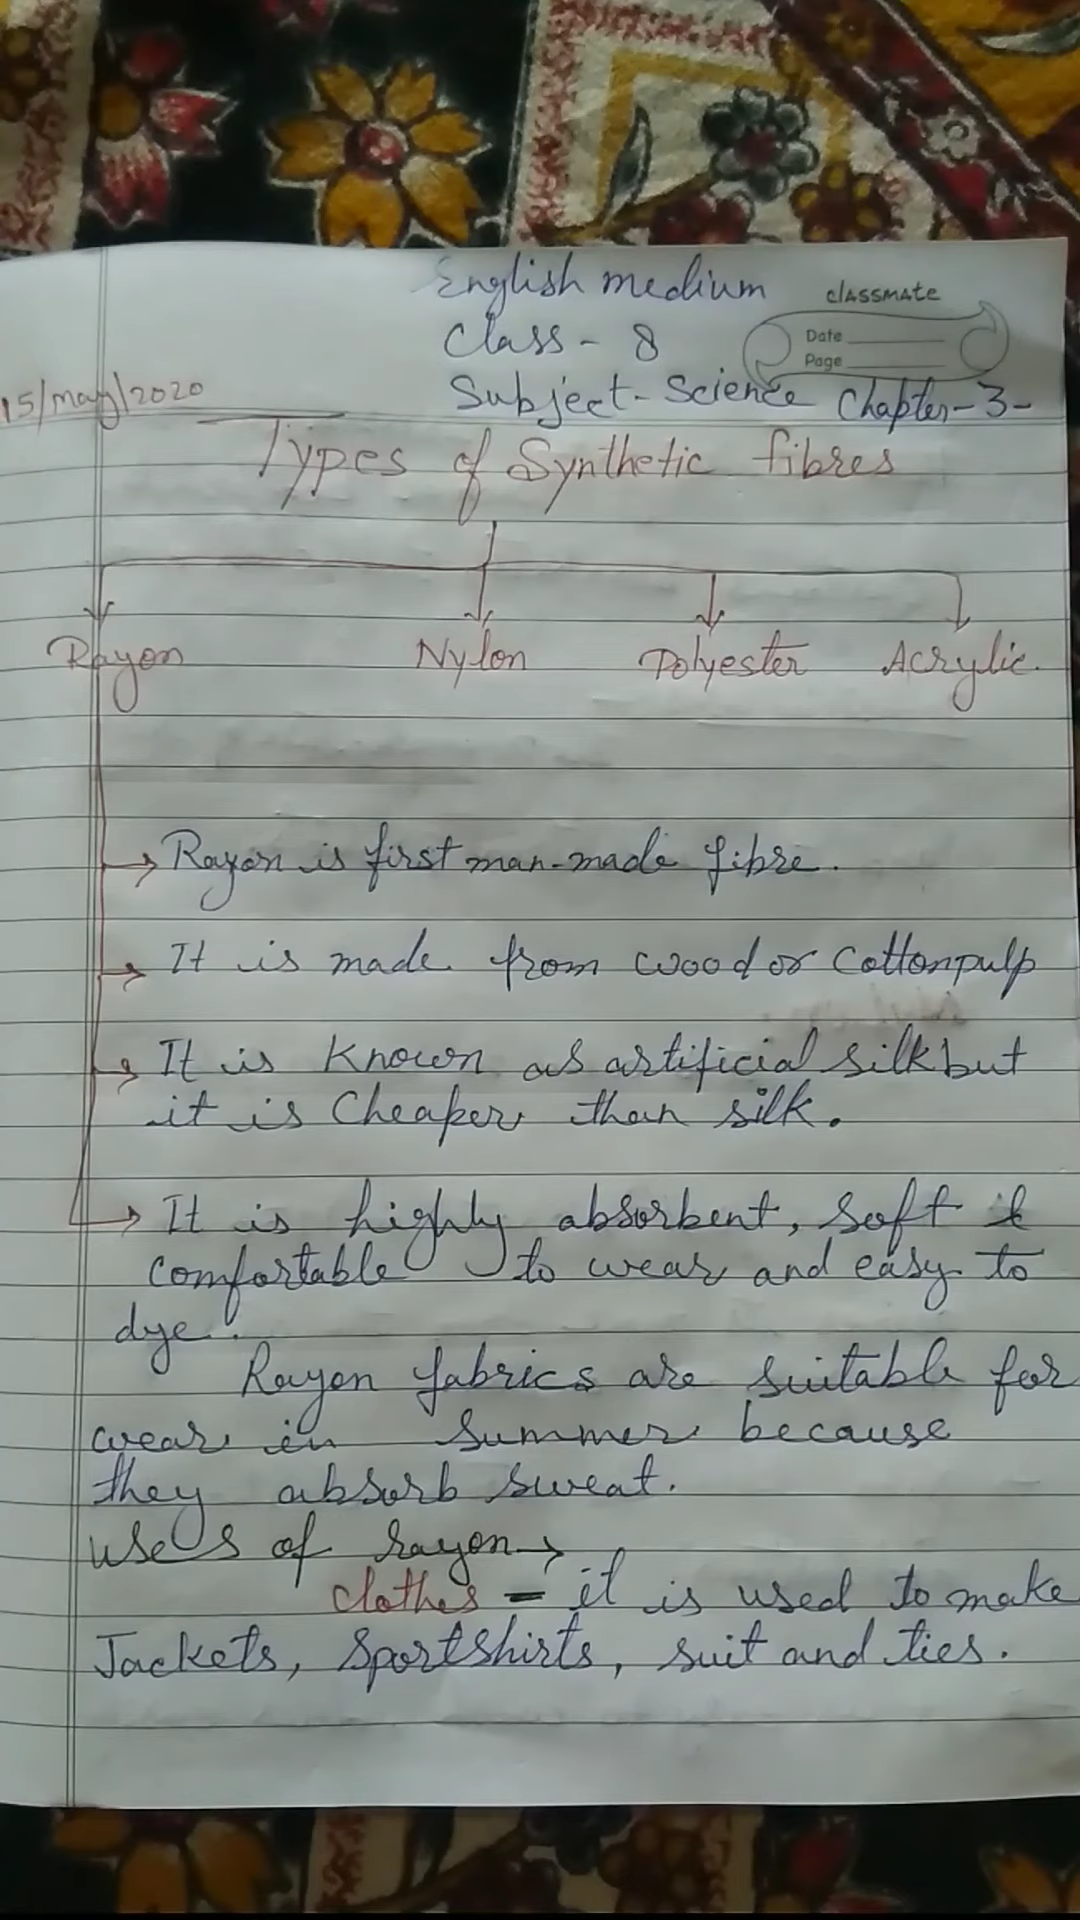 English medium
classmate
Class - 8
Date
Page
15/may/2020
Subject - Science Chapter-3-
Types of Synthetic fibres
Rayon Nylon Polyester Acrylic.
Rayon is first man-made fibre.
It is made from wood or Cottonpulp
It is Known as artificial silk but
it is Cheaper than silk.
It is highly absorbent, Soft &
comfortable to wear and easy to
dye.
Rayon fabrics are suitable for
wear in Summer because
they absorb sweat.
Uses of rayon→
clothes - it is used to make
Jackets, Sportshirts, suit and ties.